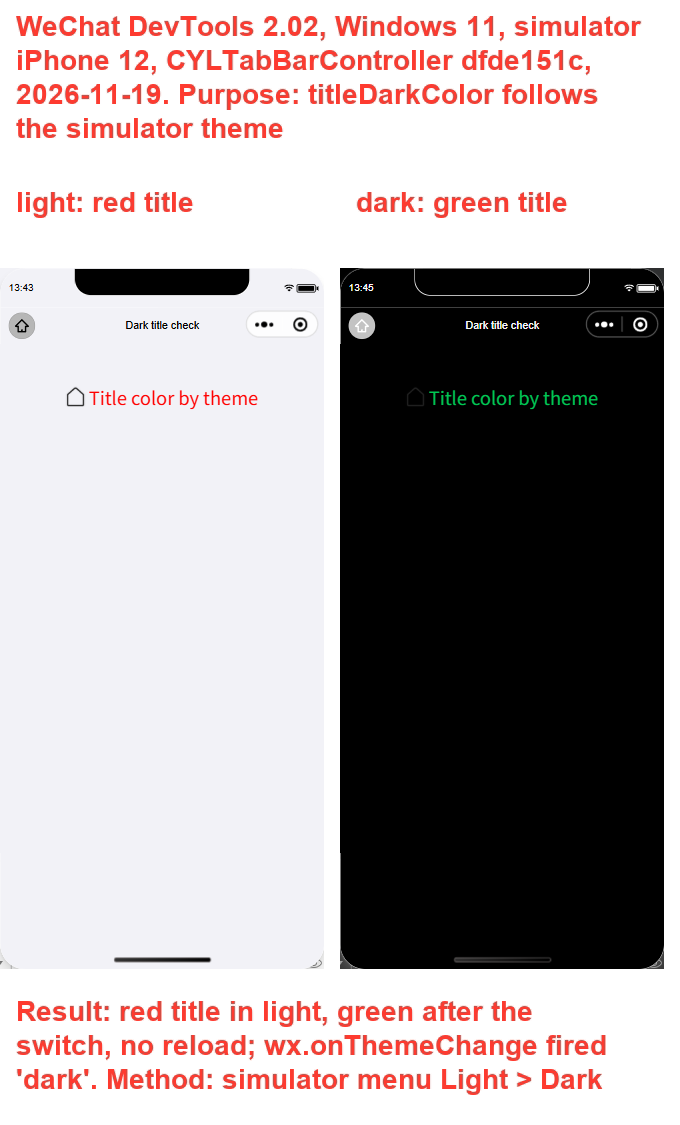 WeChat DevTools 2.02, Windows 11, simulator
iPhone 12, CYLTabBarController dfde151c,
2026-11-19. Purpose: titleDarkColor follows
the simulator theme
light: red title
dark: green title
13:43
Dark title check
Title color by theme
13:45
Dark title check
Title color by theme
Result: red title in light, green after the
switch, no reload; wx.onThemeChange fired
'dark'. Method: simulator menu Light > Dark